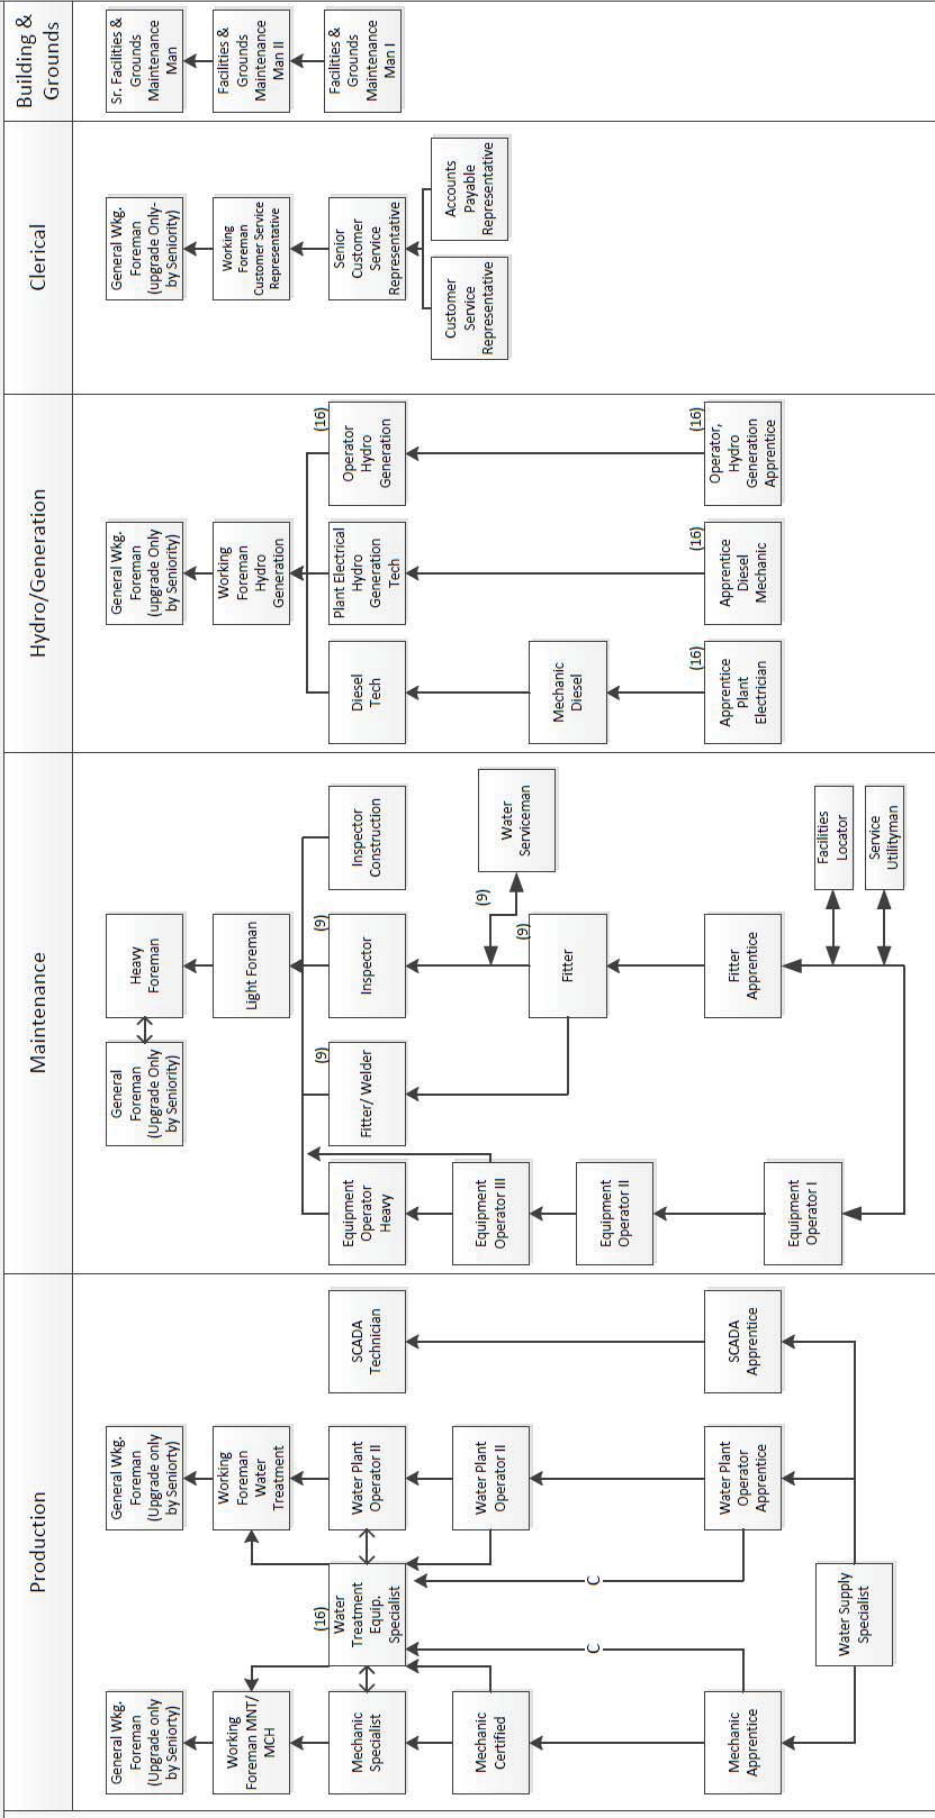 Production
General Wkg.
Foreman
(Upgrade only
by Seniorty)
General Wkg.
Foreman
(Upgrade only
by Seniorty)
Working
Foreman MNT/
MCH
Working
Foreman
Water
Treatment
Mechanic
Specialist
(16)
Water
Treatment
Equip.
Specialist
Water Plant
Operator II
SCADA
Technician
Mechanic
Certified
Water Plant
Operator II
C
C
Mechanic
Apprentice
Water Plant
Operator
Apprentice
SCADA
Apprentice
Water Supply
Specialist
Maintenance
General
Foreman
(Upgrade Only
by Seniority)
Heavy
Foreman
Light Foreman
Equipment
Operator
Heavy
(9)
Fitter/ Welder
(9)
Inspector
Inspector
Construction
Equipment
Operator III
(9)
Water
Serviceman
Equipment
Operator II
(9)
Fitter
Equipment
Operator I
Fitter
Apprentice
Facilities
Locator
Service
Utilityman
Hydro/Generation
General Wkg.
Foreman
(upgrade Only
by Seniority)
Working
Foreman
Hydro
Generation
Diesel
Tech
Plant Electrical
Hydro
Generation
Tech
(16)
Operator
Hydro
Generation
Mechanic
Diesel
(16)
Apprentice
Plant
Electrician
(16)
Apprentice
Diesel
Mechanic
(16)
Operator,
Hydro
Generation
Apprentice
Clerical
General Wkg.
Foreman
(upgrade Only-
by Seniority)
Working
Foreman
Customer Service
Representative
Senior
Customer
Service
Representative
Customer
Service
Representative
Accounts
Payable
Representative
Building &
Grounds
Sr. Facilities &
Grounds
Maintenance
Man
Facilities &
Grounds
Maintenance
Man II
Facilities &
Grounds
Maintenance
Man I